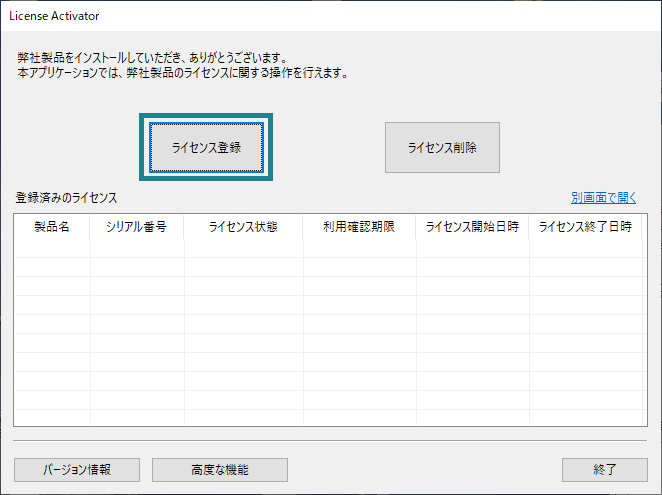 License Activator
弊社製品をインストールしていただき、ありがとうございます。
本アプリケーションでは、弊社製品のライセンスに関する操作を行えます。
ライセンス登録
ライセンス削除
登録済みのライセンス
別画面で開く
製品名 シリアル番号 ライセンス状態 利用確認期限 ライセンス開始日時 ライセンス終了日時
バージョン情報
高度な機能
終了